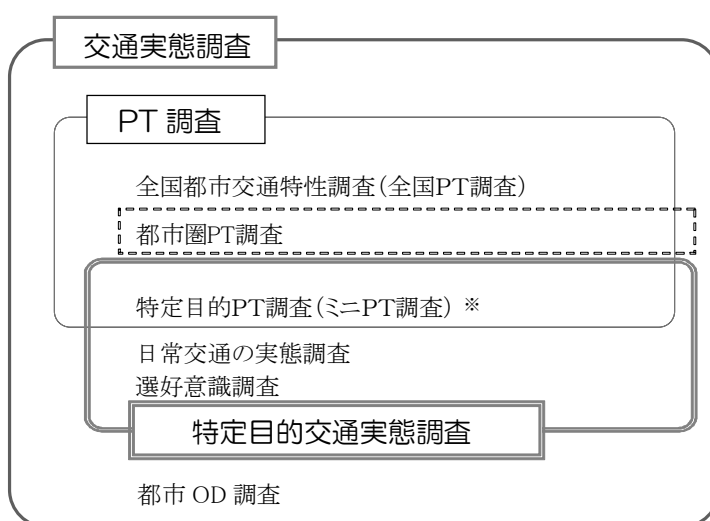 交通実態調査
PT 調査
全国都市交通特性調査(全国PT調査)
都市圏PT調査
特定目的PT調査(ミニPT調査) ※
日常交通の実態調査
選好意識調査
特定目的交通実態調査
都市 OD 調査